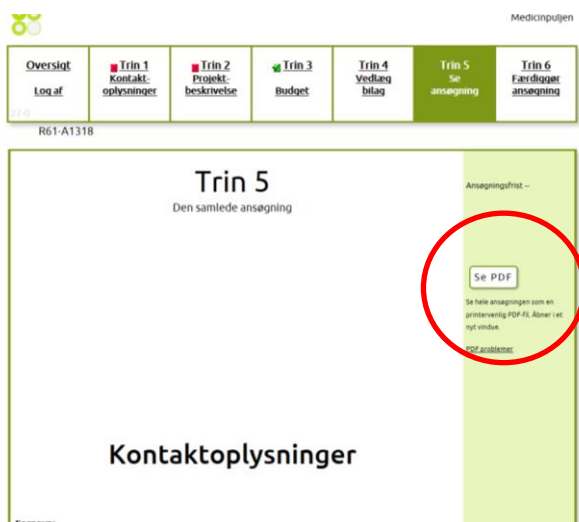 Medicinpuljen
Oversigt
Log af
Trin 1
Kontakt-
oplysninger
Trin 2
Projekt-
beskrivelse
Trin 3
Budget
Trin 4
Vedlæg
bilag
Trin 5
Se
ansøgning
Trin 6
Færdiggør
ansøgning
R61-A1318
Trin 5
Den samlede ansøgning
Ansøgningsfrist –
Se PDF
Se hele ansøgningen som en
printervenlig PDF-fil. Åbner i et
nyt vindue.
PDF problemer
Kontaktoplysninger